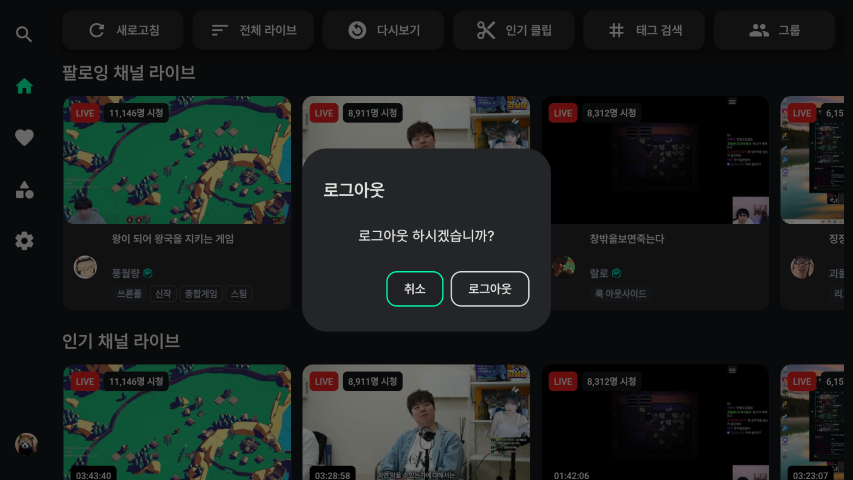 새로고침
전체 라이브
다시보기
인기 클립
태그 검색
그룹
팔로잉 채널 라이브
LIVE 11,146명 시청
LIVE 8,911명 시청
LIVE 8,312명 시청
LIVE 6,15
로그아웃
로그아웃 하시겠습니까?
취소
로그아웃
왕이 되어 왕국을 지키는 게임
풍월량
쓰론폴 신작 종합게임 스팀
창밖을보면죽는다
랄로
룩 아웃사이드
징징
괴물
리
인기 채널 라이브
LIVE 11,146명 시청
LIVE 8,911명 시청
LIVE 8,312명 시청
LIVE 6,15
03:43:40
03:28:58
01:42:06
03:23:07